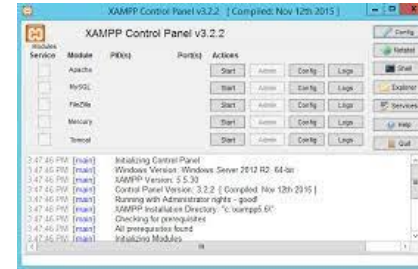 XAMPP Control Panel v3.2.2 [ Compiled: Nov 12th 2015 ]
XAMPP Control Panel v3.2.2
Config
Modules
Service Module PID(s) Port(s) Actions
Netstat
Apache Start Admin Config Logs
Shell
MySQL Start Admin Config Logs
Explorer
FileZilla Start Admin Config Logs
Services
Mercury Start Admin Config Logs
Help
Tomcat Start Admin Config Logs
Quit
3:47:46 PM [main] Initializing Control Panel
3:47:46 PM [main] Windows Version: Windows Server 2012 R2 64-bit
3:47:46 PM [main] XAMPP Version: 5.5.30
3:47:46 PM [main] Control Panel Version: 3.2.2 [ Compiled: Nov 12th 2015 ]
3:47:46 PM [main] Running with Administrator rights - good!
3:47:46 PM [main] XAMPP Installation Directory: "c:\xampp5.6\"
3:47:46 PM [main] Checking for prerequisites
3:47:46 PM [main] All prerequisites found
3:47:46 PM [main] Initializing Modules